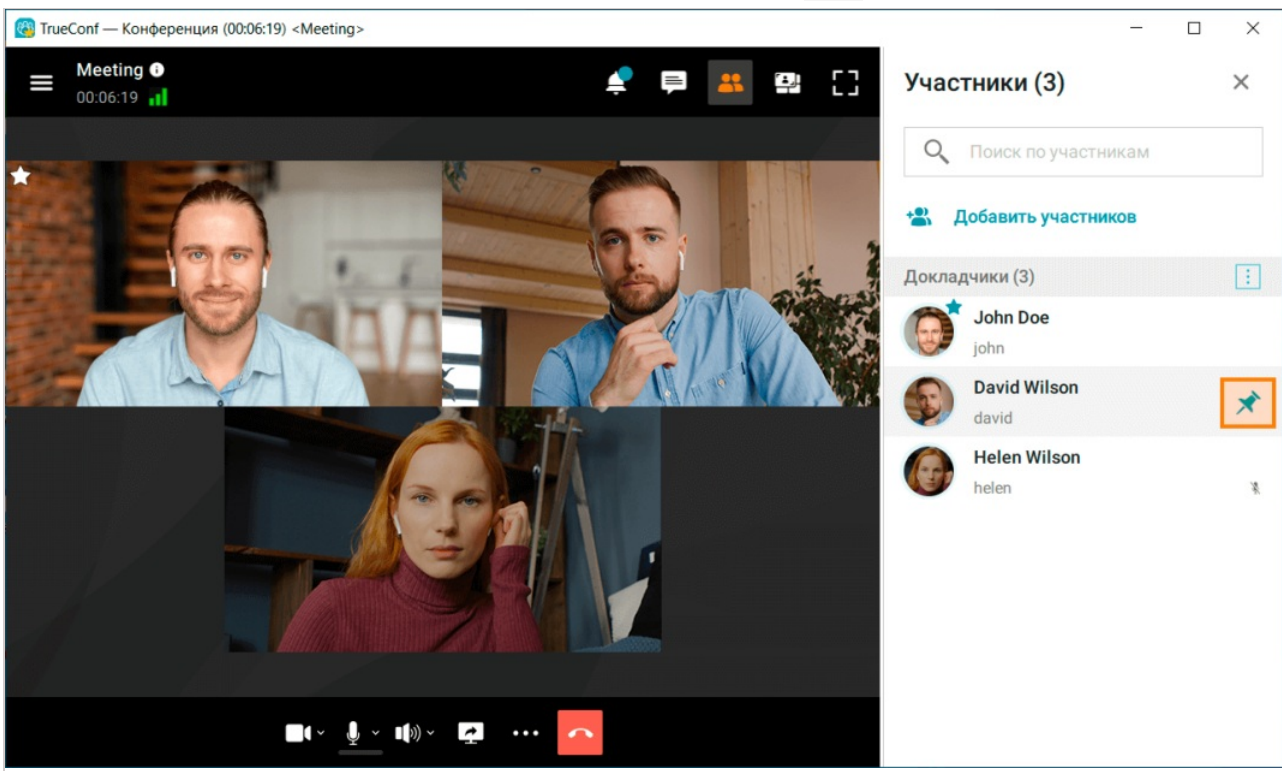 TrueConf — Конференция (00:06:19) <Meeting>
Meeting
00:06:19
Участники (3)
Поиск по участникам
Добавить участников
Докладчики (3)
John Doe
john
David Wilson
david
Helen Wilson
helen